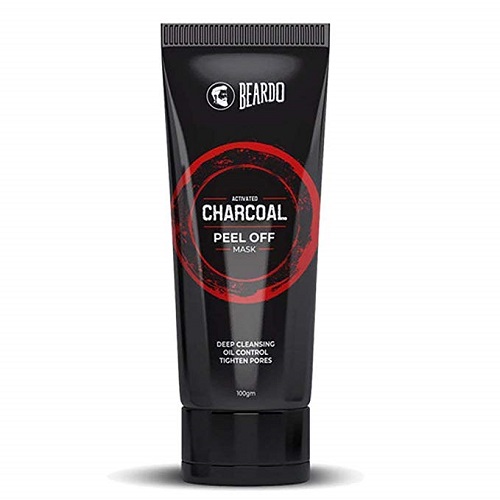 BEARDO
ACTIVATED
CHARCOAL
PEEL OFF
MASK
DEEP CLEANSING
OIL CONTROL
TIGHTEN PORES
100gm